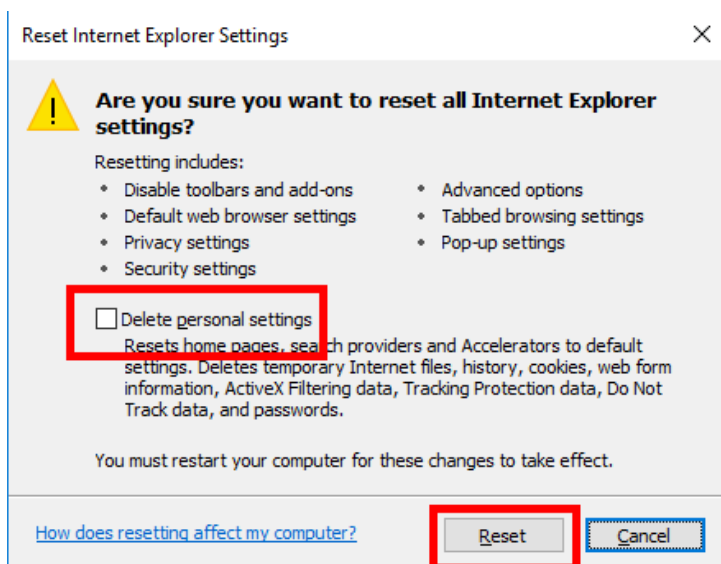 Reset Internet Explorer Settings
Are you sure you want to reset all Internet Explorer
settings?
Resetting includes:
• Disable toolbars and add-ons
• Default web browser settings
• Privacy settings
• Security settings
• Advanced options
• Tabbed browsing settings
• Pop-up settings
Delete personal settings
Resets home pages, search providers and Accelerators to default
settings. Deletes temporary Internet files, history, cookies, web form
information, ActiveX Filtering data, Tracking Protection data, Do Not
Track data, and passwords.
You must restart your computer for these changes to take effect.
How does resetting affect my computer?
Reset
Cancel